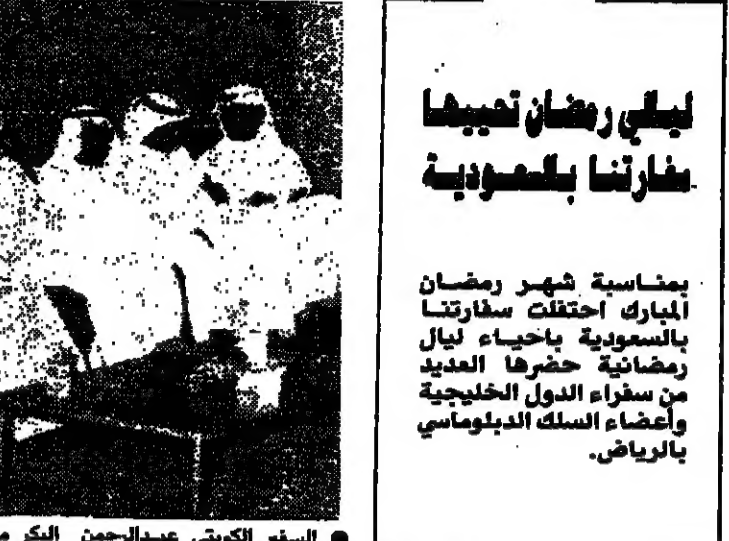 ليالي رمضان تحييها
سفارتنا بالسعودية
بمناسبة شهر رمضان
المبارك احتفلت سفارتنا
بالسعودية باحياء ليال
رمضانية حضرها العديد
من سفراء الدول الخليجية
وأعضاء السلك الدبلوماسي
بالرياض.
● السفير الكويتي عبدالرحمن البكر